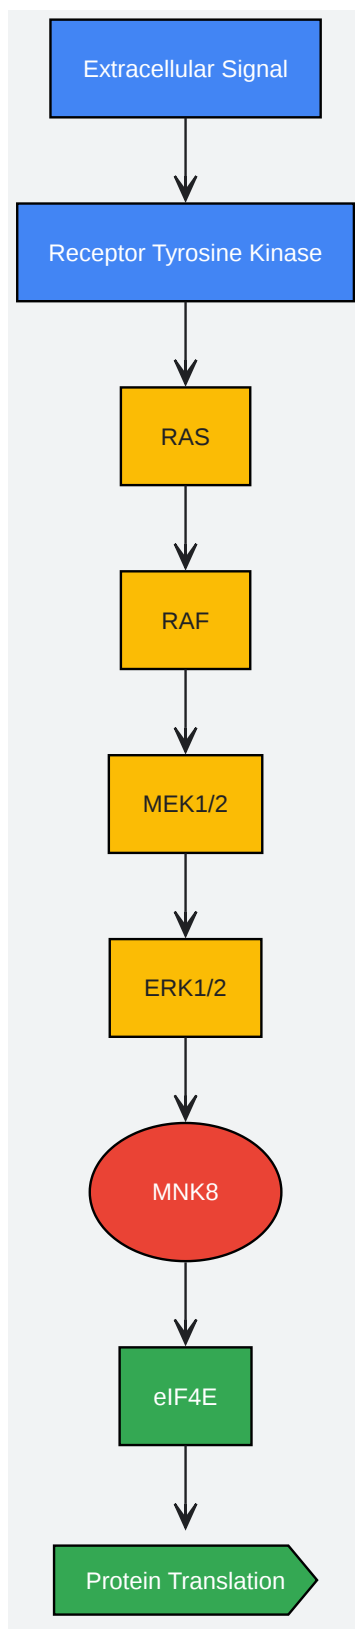 Extracellular Signal
Receptor Tyrosine Kinase
RAS
RAF
MEK1/2
ERK1/2
MNK8
eIF4E
Protein Translation